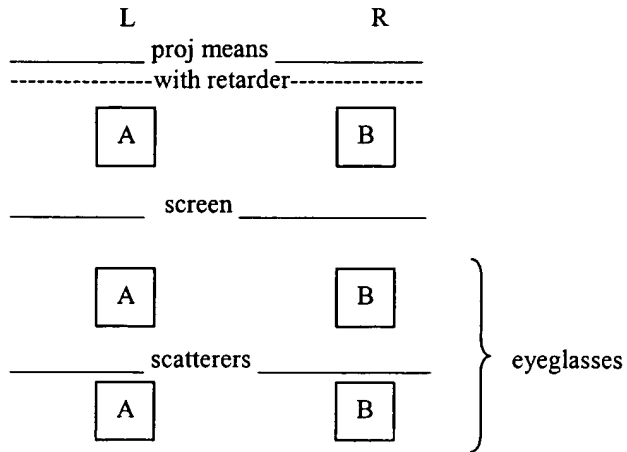 L R
proj means
with retarder
A B
screen
A B
scatterers
eyeglasses
A B